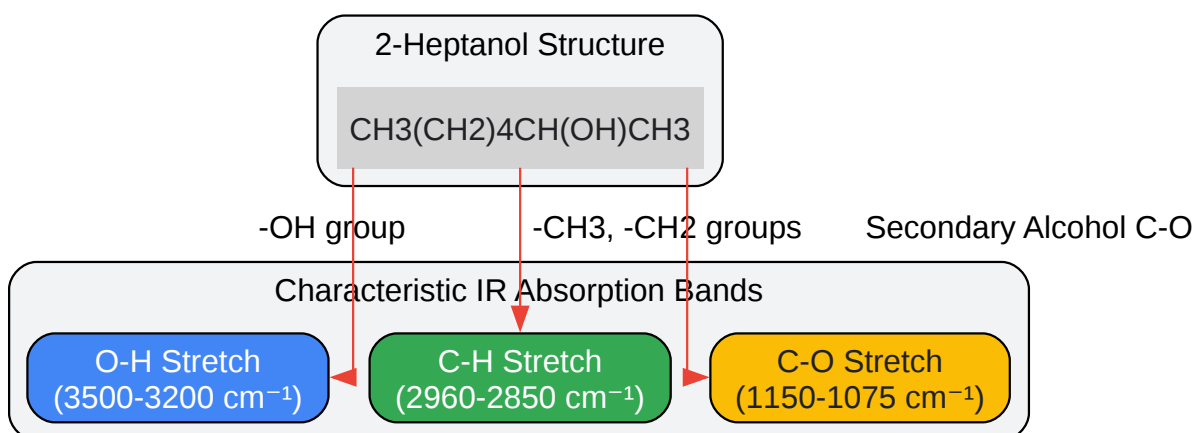 2-Heptanol Structure
CH3(CH2)4CH(OH)CH3
-OH group
-CH3, -CH2 groups
Secondary Alcohol C-O
Characteristic IR Absorption Bands
O-H Stretch
(3500-3200 cm⁻¹)
C-H Stretch
(2960-2850 cm⁻¹)
C-O Stretch
(1150-1075 cm⁻¹)